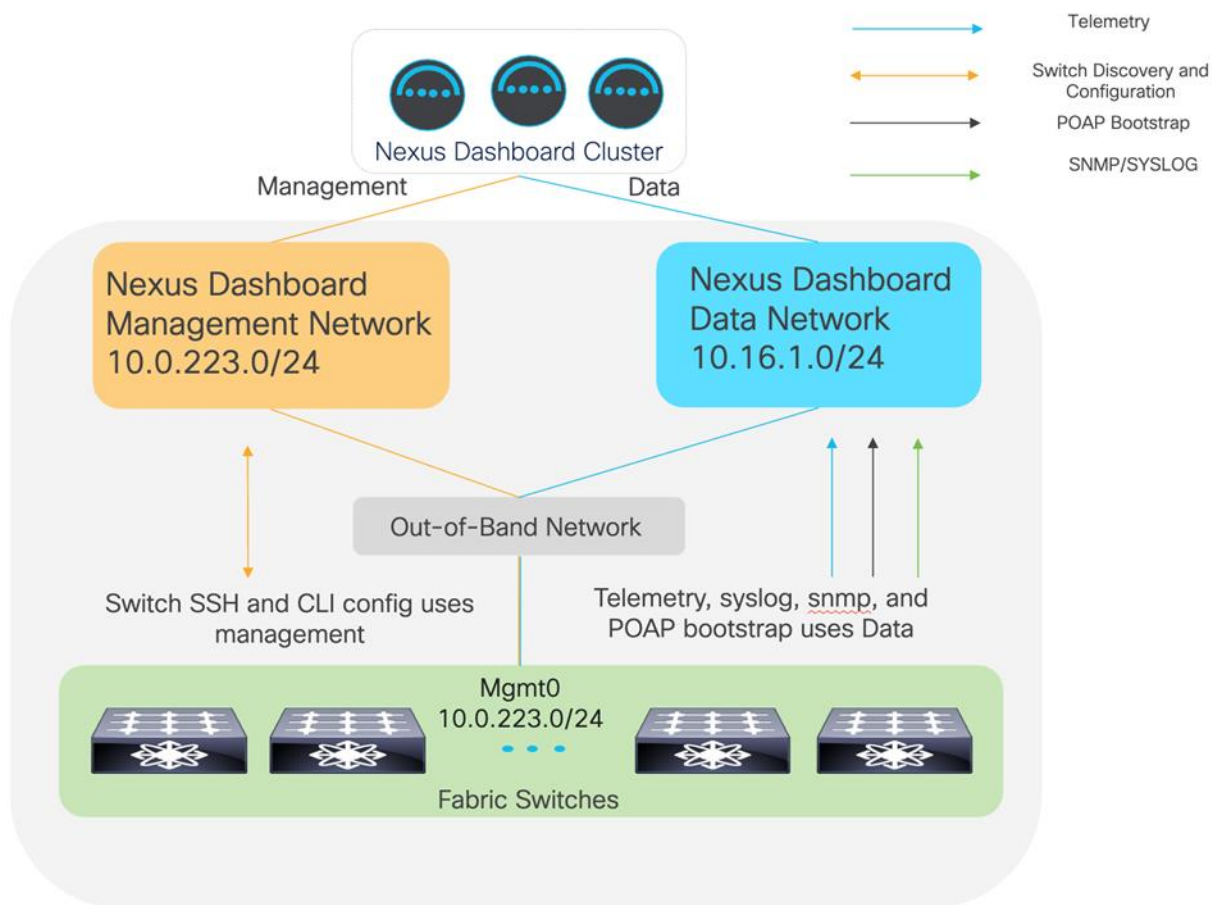 Telemetry
Switch Discovery and
Configuration
POAP Bootstrap
SNMP/SYSLOG
Nexus Dashboard Cluster
Management
Data
Nexus Dashboard
Management Network
10.0.223.0/24
Nexus Dashboard
Data Network
10.16.1.0/24
Out-of-Band Network
Switch SSH and CLI config uses
management
Telemetry, syslog, snmp, and
POAP bootstrap uses Data
Mgmt0
10.0.223.0/24
Fabric Switches